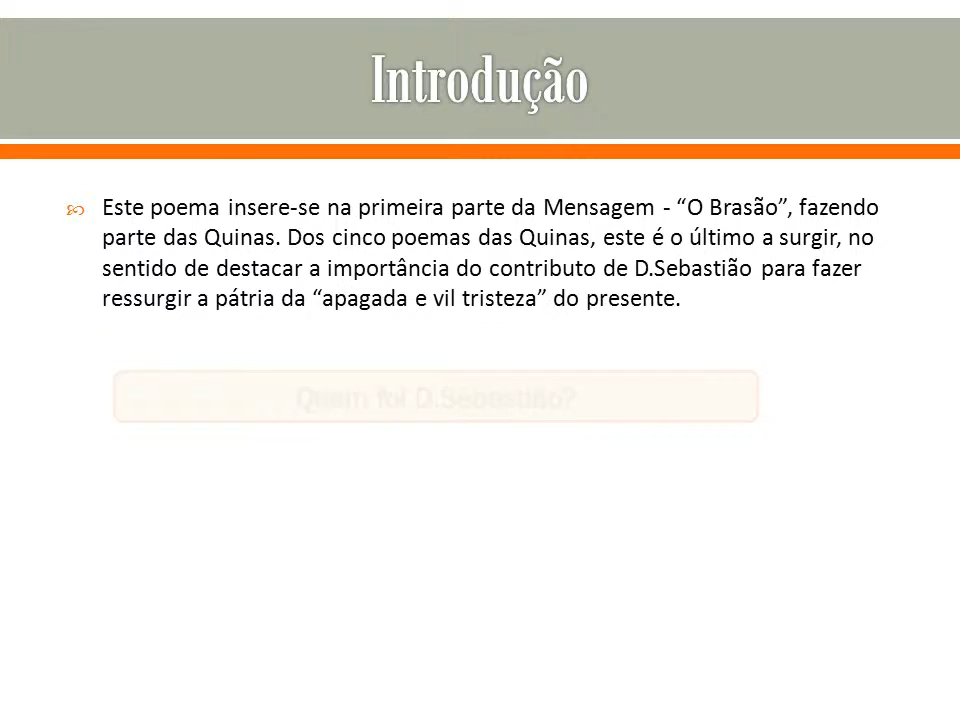 Introdução
Este poema insere-se na primeira parte da Mensagem - “O Brasão”, fazendo
parte das Quinas. Dos cinco poemas das Quinas, este é o último a surgir, no
sentido de destacar a importância do contributo de D.Sebastião para fazer
ressurgir a pátria da “apagada e vil tristeza” do presente.
Quem foi D.Sebastião?